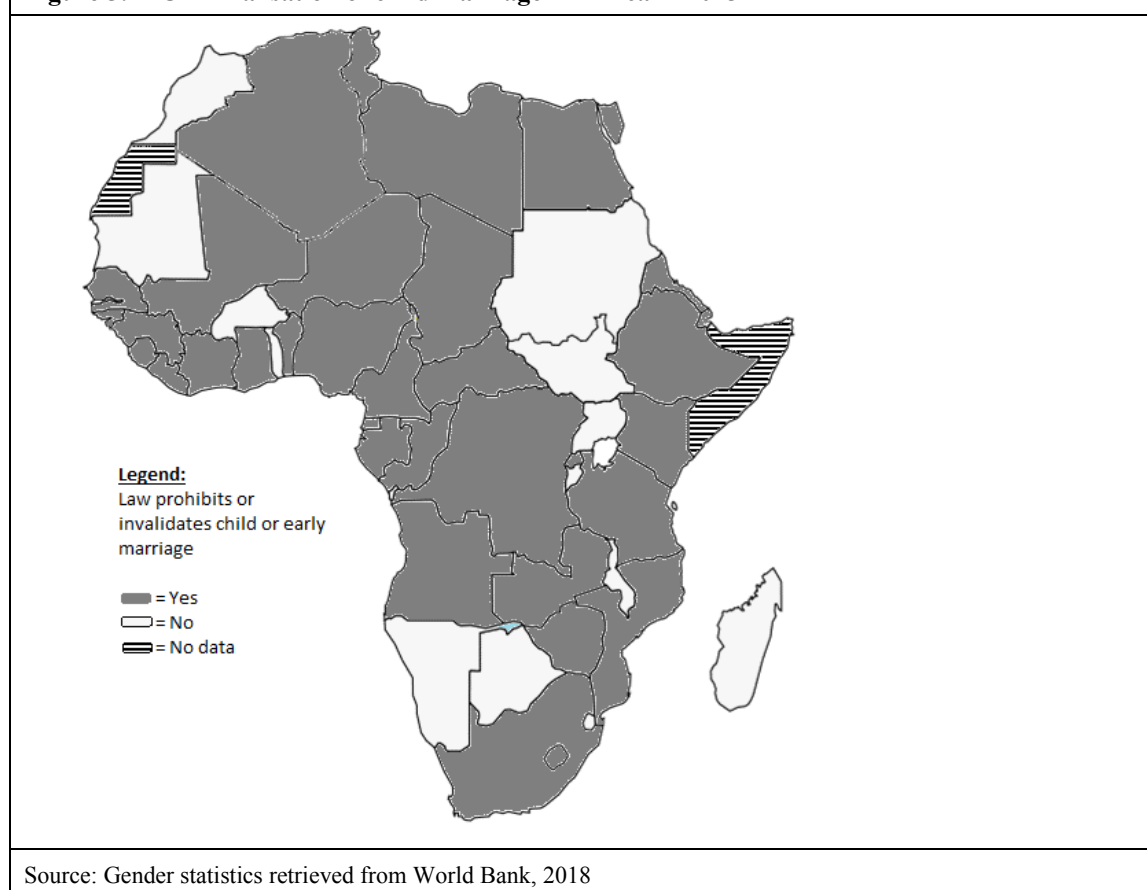 Legend:
Law prohibits or
invalidates child or early
marriage
= Yes
= No
= No data
Source: Gender statistics retrieved from World Bank, 2018